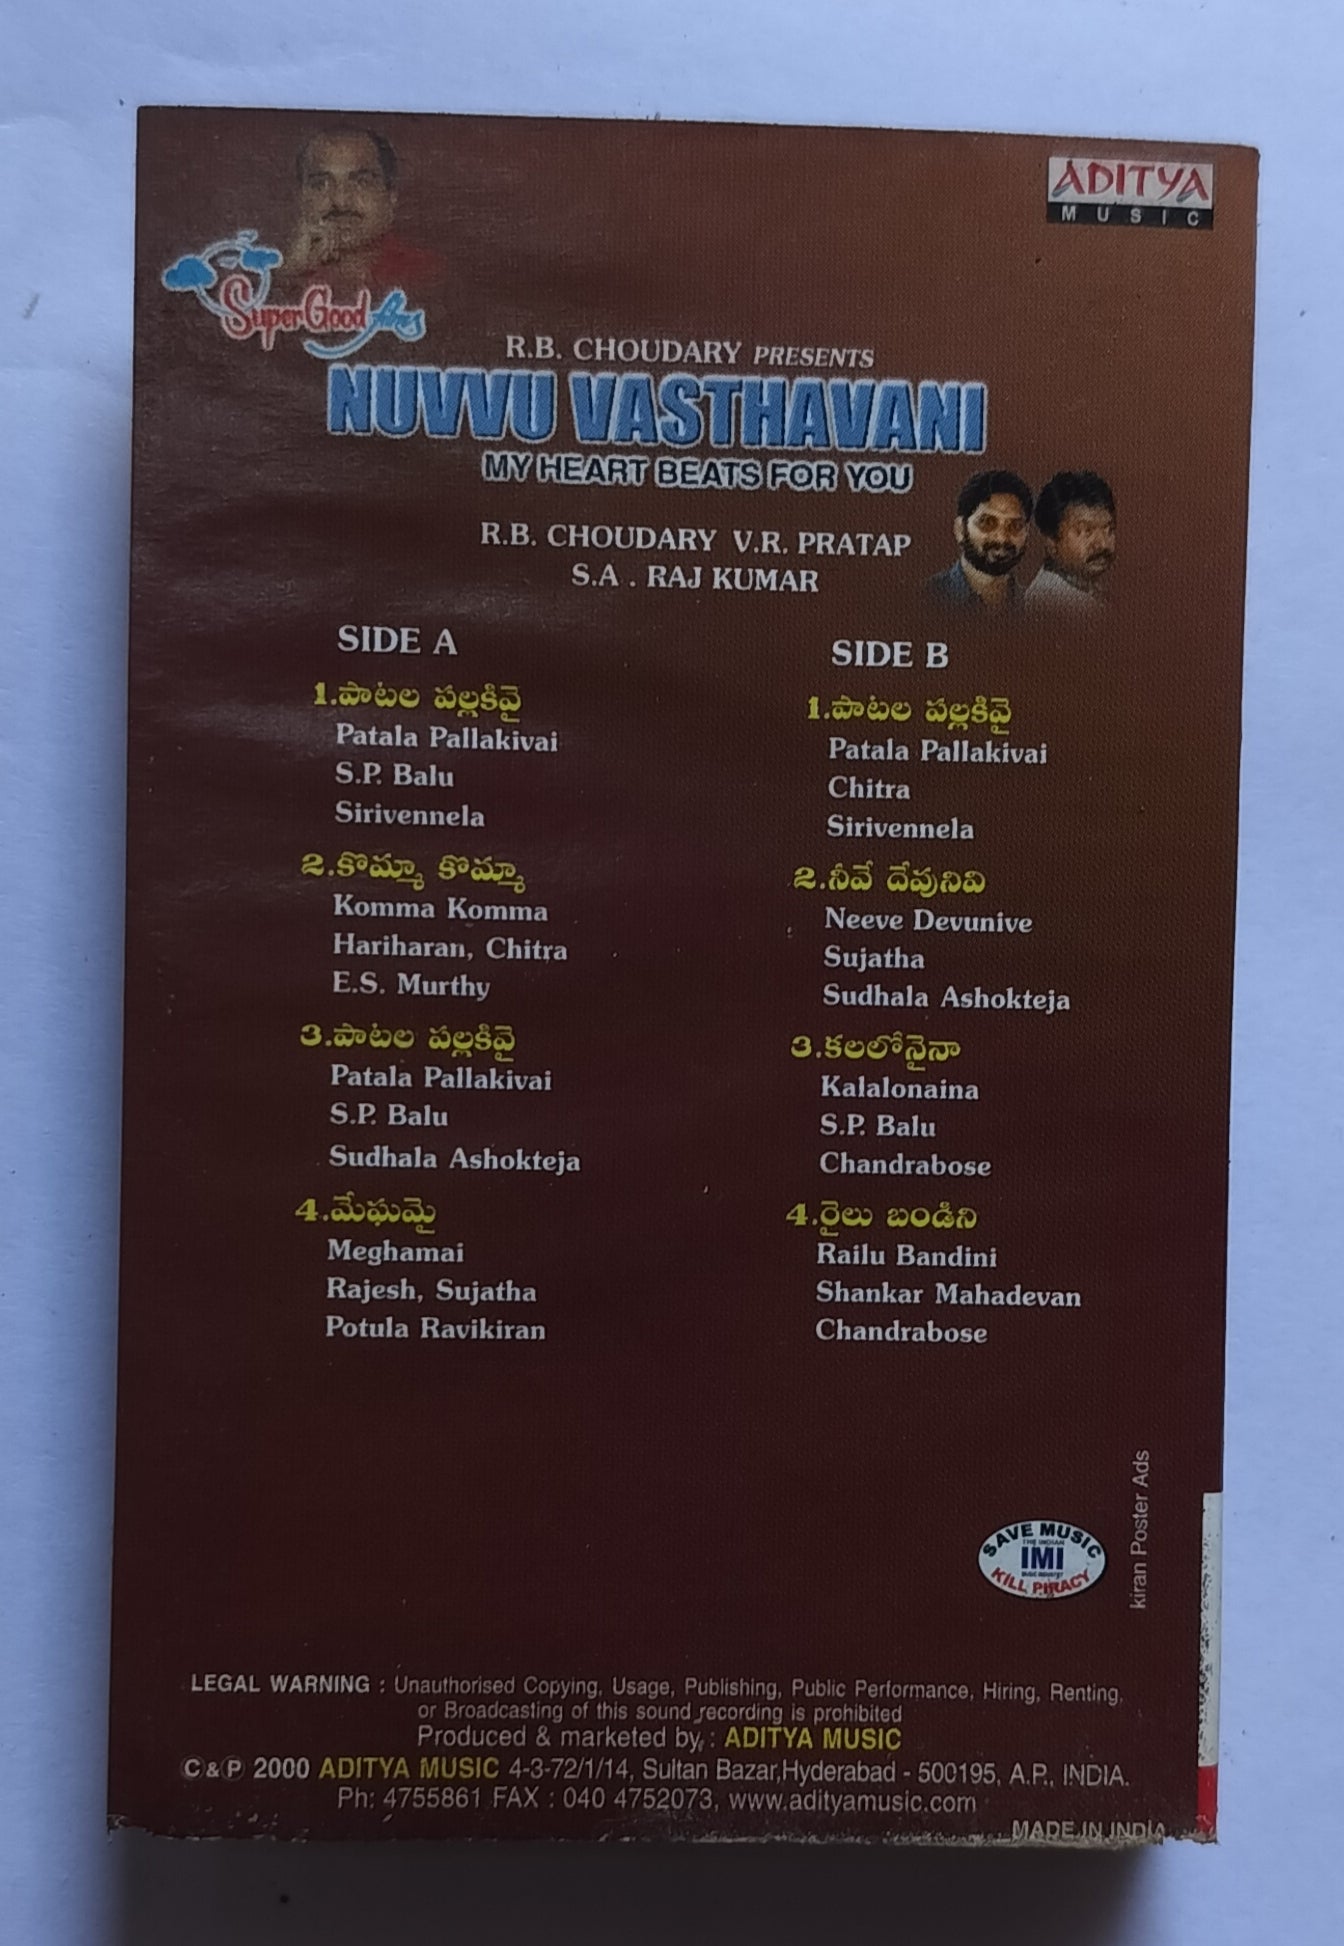 ADITYA
MUSIC
SuperGood films
R.B. CHOUDARY PRESENTS
NUVVU VASTHAVANI
MY HEART BEATS FOR YOU
R.B. CHOUDARY V.R. PRATAP
S.A . RAJ KUMAR
SIDE A
1.పాటల పల్లకివై
Patala Pallakivai
S.P. Balu
Sirivennela
2.కొమ్మా కొమ్మా
Komma Komma
Hariharan, Chitra
E.S. Murthy
3.పాటల పల్లకివై
Patala Pallakivai
S.P. Balu
Sudhala Ashokteja
4.మేఘమై
Meghamai
Rajesh, Sujatha
Potula Ravikiran
SIDE B
1.పాటల పల్లకివై
Patala Pallakivai
Chitra
Sirivennela
2.నీవే దేవునివి
Neeve Devunive
Sujatha
Sudhala Ashokteja
3.కలలోనైనా
Kalalonaina
S.P. Balu
Chandrabose
4.రైలు బండిని
Railu Bandini
Shankar Mahadevan
Chandrabose
kiran Poster Ads
SAVE MUSIC
THE INDIAN
IMI
MUSIC INDUSTRY
KILL PIRACY
LEGAL WARNING : Unauthorised Copying, Usage, Publishing, Public Performance, Hiring, Renting,
or Broadcasting of this sound recording is prohibited
Produced & marketed by : ADITYA MUSIC
© & ℗ 2000 ADITYA MUSIC 4-3-72/1/14, Sultan Bazar,Hyderabad - 500195, A.P., INDIA.
Ph: 4755861 FAX : 040 4752073, www.adityamusic.com
MADE IN INDIA